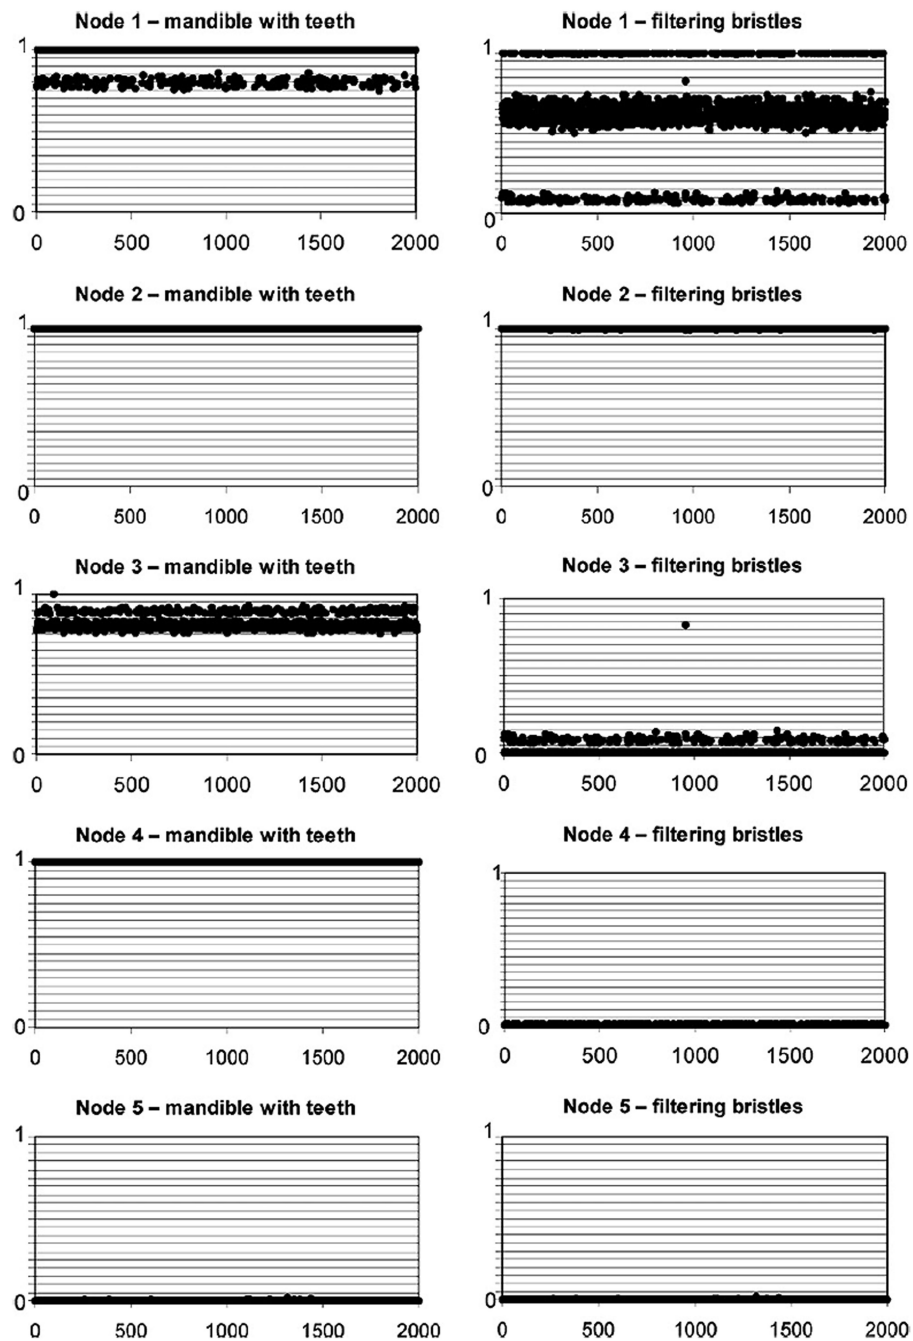 Node 1 – mandible with teeth
1
0
0 500 1000 1500 2000
Node 1 – filtering bristles
1
0
0 500 1000 1500 2000
Node 2 – mandible with teeth
1
0
0 500 1000 1500 2000
Node 2 – filtering bristles
1
0
0 500 1000 1500 2000
Node 3 – mandible with teeth
1
0
0 500 1000 1500 2000
Node 3 – filtering bristles
1
0
0 500 1000 1500 2000
Node 4 – mandible with teeth
1
0
0 500 1000 1500 2000
Node 4 – filtering bristles
1
0
0 500 1000 1500 2000
Node 5 – mandible with teeth
1
0
0 500 1000 1500 2000
Node 5 – filtering bristles
1
0
0 500 1000 1500 2000